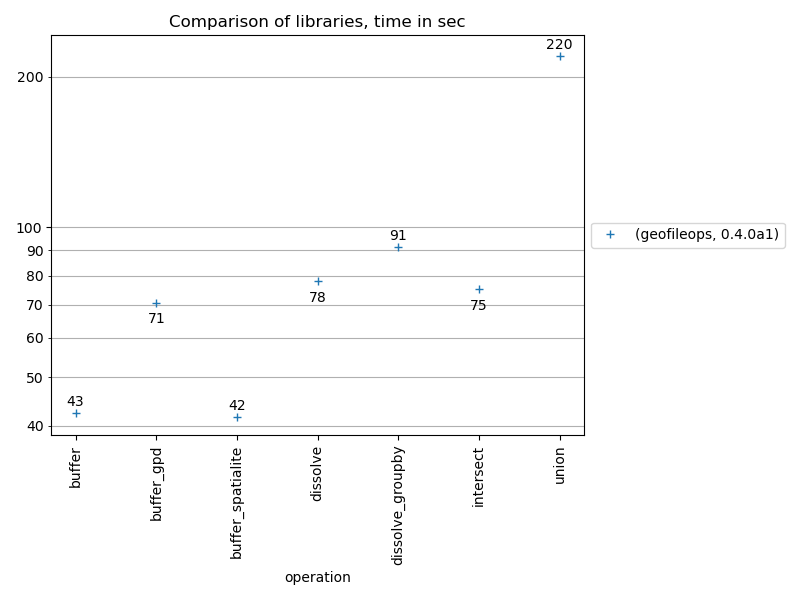 Comparison of libraries, time in sec
220
200
100
91
90
80
78
75
71
70
60
50
43
42
40
(geofileops, 0.4.0a1)
buffer
buffer_gpd
buffer_spatialite
dissolve
dissolve_groupby
intersect
union
operation